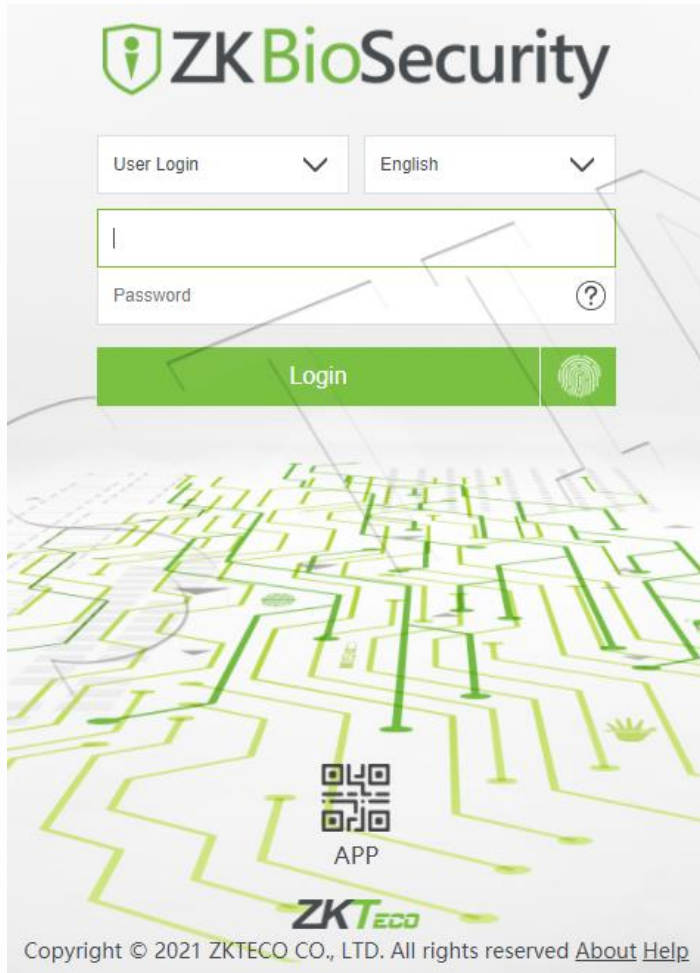 ZKBioSecurity
User Login English
Password ?
Login
APP
ZKTECO
Copyright © 2021 ZKTECO CO., LTD. All rights reserved About Help